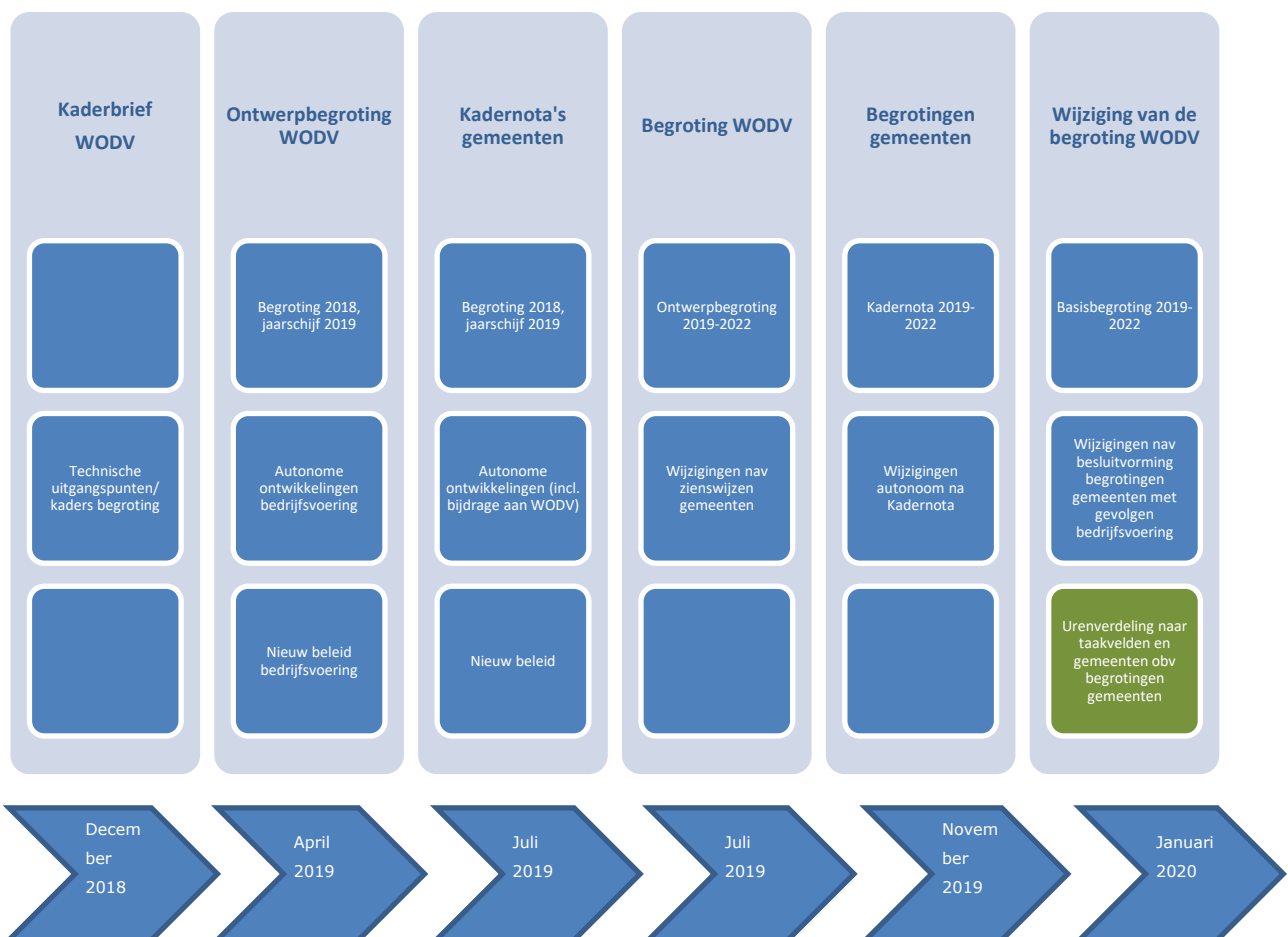 Kaderbrief
WODV
Ontwerpbegroting
WODV
Kadernota's
gemeenten
Begroting WODV
Begrotingen
gemeenten
Wijziging van de
begroting WODV
Begroting 2018,
jaarschijf 2019
Begroting 2018,
jaarschijf 2019
Ontwerpbegroting
2019-2022
Kadernota 2019-
2022
Basisbegroting 2019-
2022
Technische
uitgangspunten/
kaders begroting
Autonome
ontwikkelingen
bedrijfsvoering
Autonome
ontwikkelingen (incl.
bijdrage aan WODV)
Wijzigingen nav
zienswijzen
gemeenten
Wijzigingen
autonoom na
Kadernota
Wijzigingen nav
besluitvorming
begrotingen
gemeenten met
gevolgen
bedrijfsvoering
Nieuw beleid
bedrijfsvoering
Nieuw beleid
Urenverdeling naar
taakvelden en
gemeenten obv
begrotingen
gemeenten
Decem
ber
2018
April
2019
Juli
2019
Juli
2019
Novem
ber
2019
Januari
2020